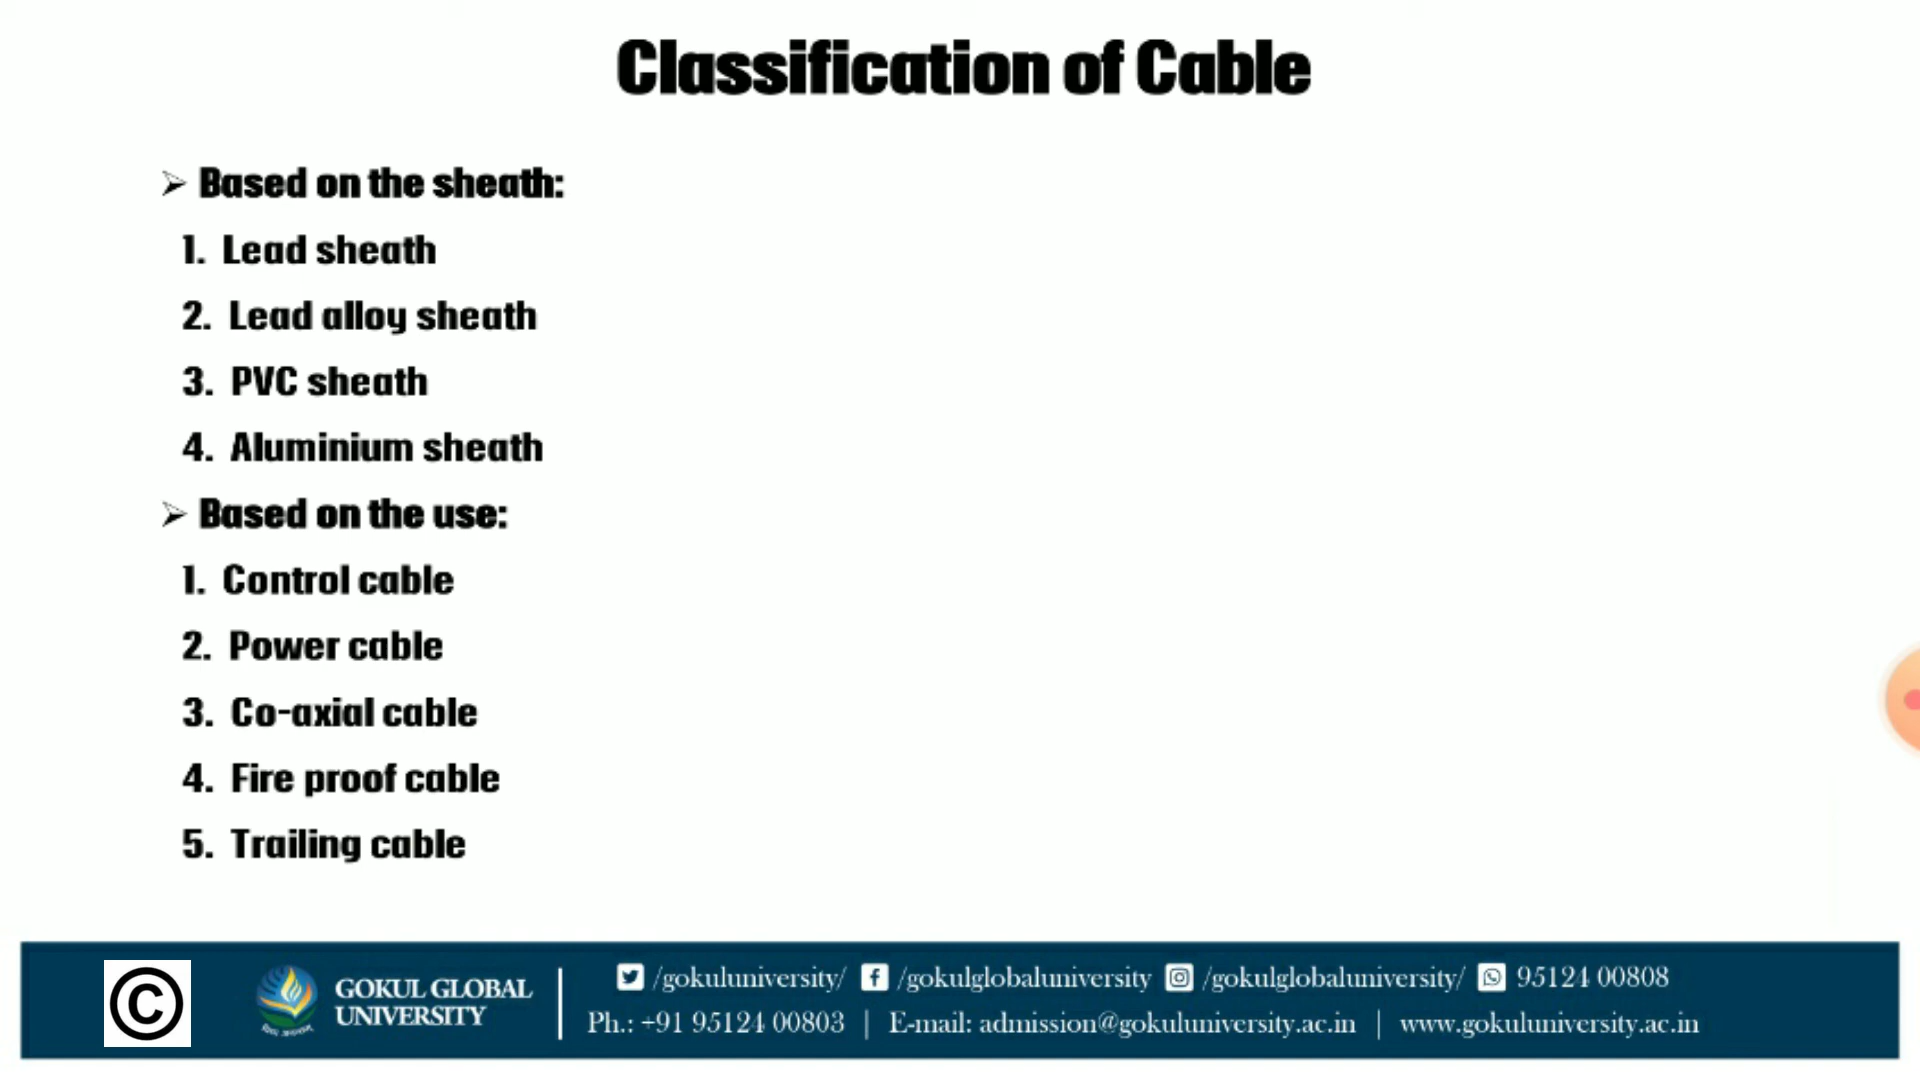 Classification of Cable
➢ Based on the sheath:
1. Lead sheath
2. Lead alloy sheath
3. PVC sheath
4. Aluminium sheath
➢ Based on the use:
1. Control cable
2. Power cable
3. Co-axial cable
4. Fire proof cable
5. Trailing cable
©
GOKUL GLOBAL
UNIVERSITY
/gokuluniversity/ /gokulglobaluniversity /gokulglobaluniversity/ 95124 00808
Ph.: +91 95124 00803 | E-mail: admission@gokuluniversity.ac.in | www.gokuluniversity.ac.in